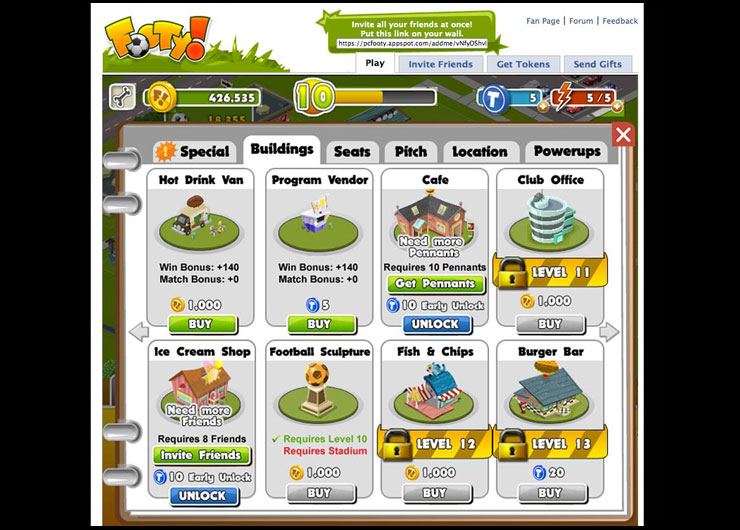 Footy!
Invite all your friends at once!
Put this link on your wall.
https://pcfooty.appspot.com/addme/vNfyDShvl
Fan Page | Forum | Feedback
Play
Invite Friends
Get Tokens
Send Gifts
426,535
10
T 5
5 / 5
18,355
! Special
Buildings
Seats
Pitch
Location
Powerups
X
Hot Drink Van
Win Bonus: +140
Match Bonus: +0
1,000
BUY
Program Vendor
Win Bonus: +140
Match Bonus: +0
T 5
BUY
Cafe
Need more
Pennants
Requires 10 Pennants
Get Pennants
T 10 Early Unlock
UNLOCK
Club Office
LEVEL 11
1,000
BUY
Ice Cream Shop
Need more
Friends
Requires 8 Friends
Invite Friends
T 10 Early Unlock
UNLOCK
Football Sculpture
✓ Requires Level 10
Requires Stadium
1,000
BUY
Fish & Chips
LEVEL 12
1,000
BUY
Burger Bar
LEVEL 13
T 20
BUY